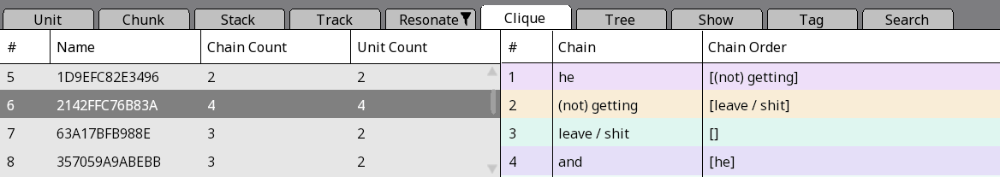 Unit Chunk Stack Track Resonate Clique Tree Show Tag Search
# Name Chain Count Unit Count # Chain Chain Order
5 1D9EFC82E3496 2 2 1 he [(not) getting]
6 2142FFC76B83A 4 4 2 (not) getting [leave / shit]
7 63A17BFB988E 3 2 3 leave / shit []
8 357059A9ABEBB 3 2 4 and [he]